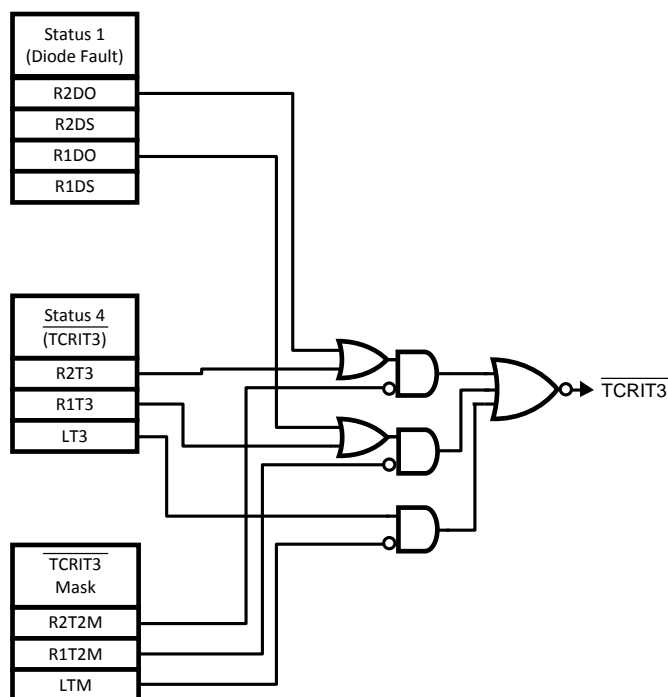 Status 1
(Diode Fault)
R2DO
R2DS
R1DO
R1DS
Status 4
(TCRIT3)
R2T3
R1T3
LT3
TCRIT3
TCRIT3
Mask
R2T2M
R1T2M
LTM